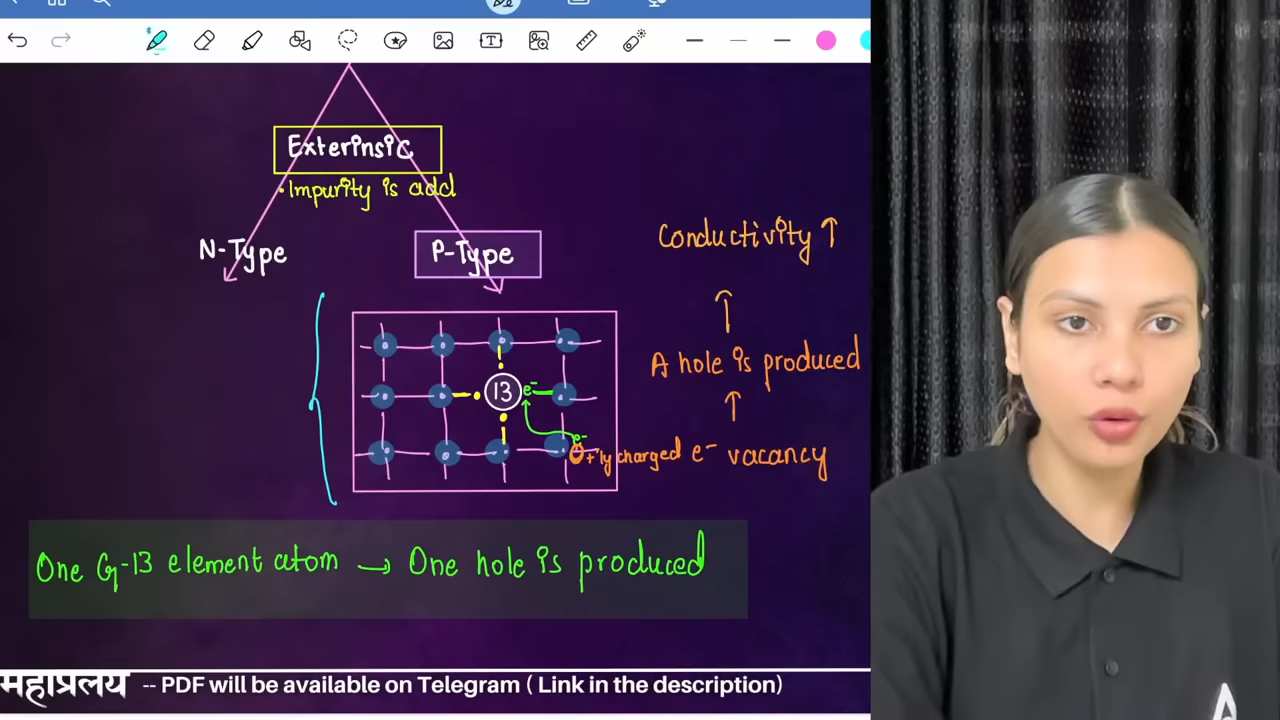 Exterinsic
• Impurity is add
N-Type
P-Type
Conductivity ↑
↑
A hole is produced
↑
13 e-
e-
+ly charged e- vacancy
One G-13 element atom → One hole is produced
महाप्रलय -- PDF will be available on Telegram ( Link in the description)